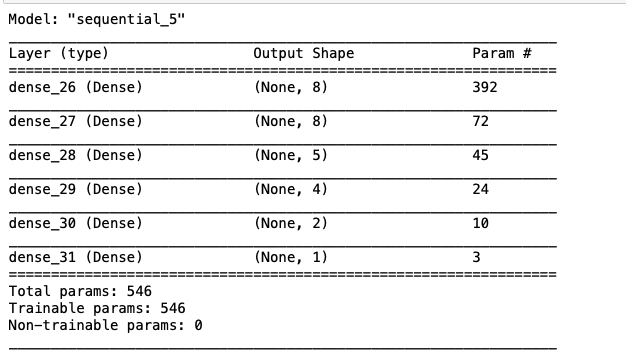 Model: "sequential_5"
Layer (type) Output Shape Param #
dense_26 (Dense) (None, 8) 392
dense_27 (Dense) (None, 8) 72
dense_28 (Dense) (None, 5) 45
dense_29 (Dense) (None, 4) 24
dense_30 (Dense) (None, 2) 10
dense_31 (Dense) (None, 1) 3
Total params: 546
Trainable params: 546
Non-trainable params: 0